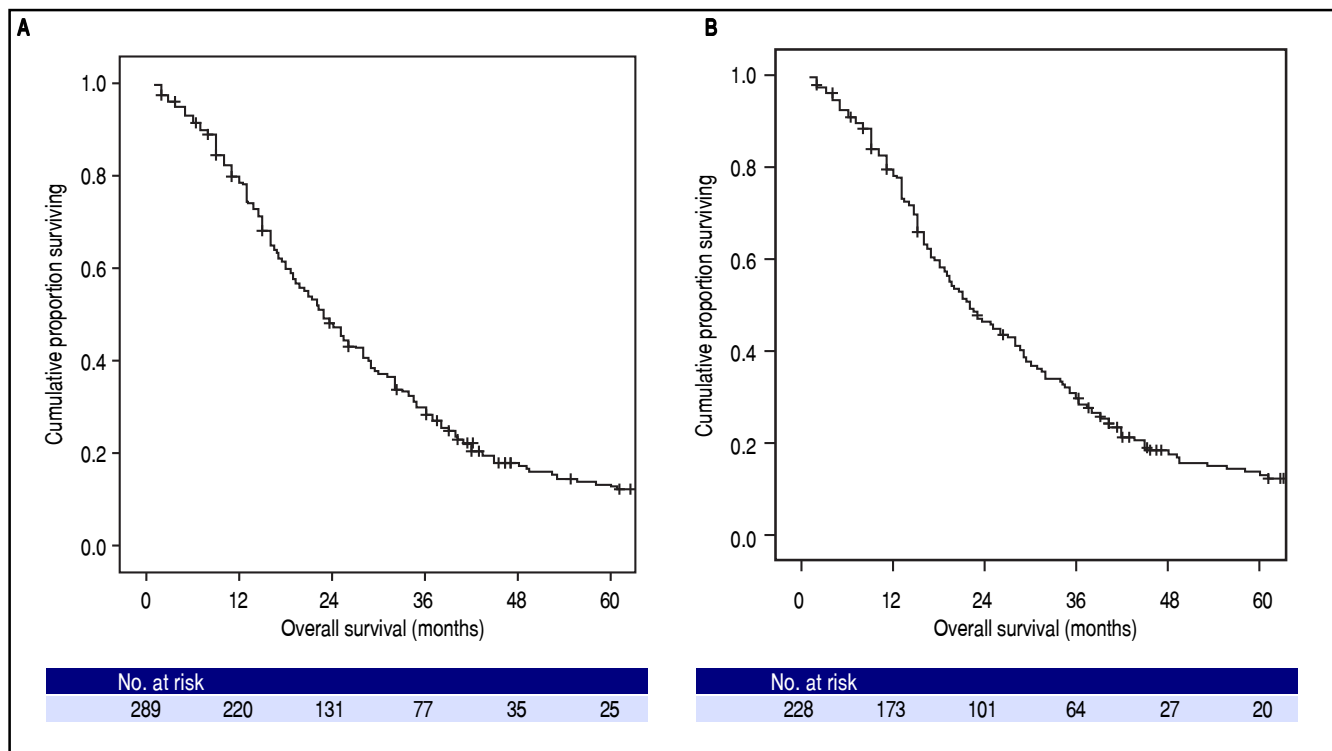 A
Cumulative proportion surviving
1.0
0.8
0.6
0.4
0.2
0.0
0 12 24 36 48 60
Overall survival (months)
No. at risk
289 220 131 77 35 25
B
Cumulative proportion surviving
1.0
0.8
0.6
0.4
0.2
0.0
0 12 24 36 48 60
Overall survival (months)
No. at risk
228 173 101 64 27 20